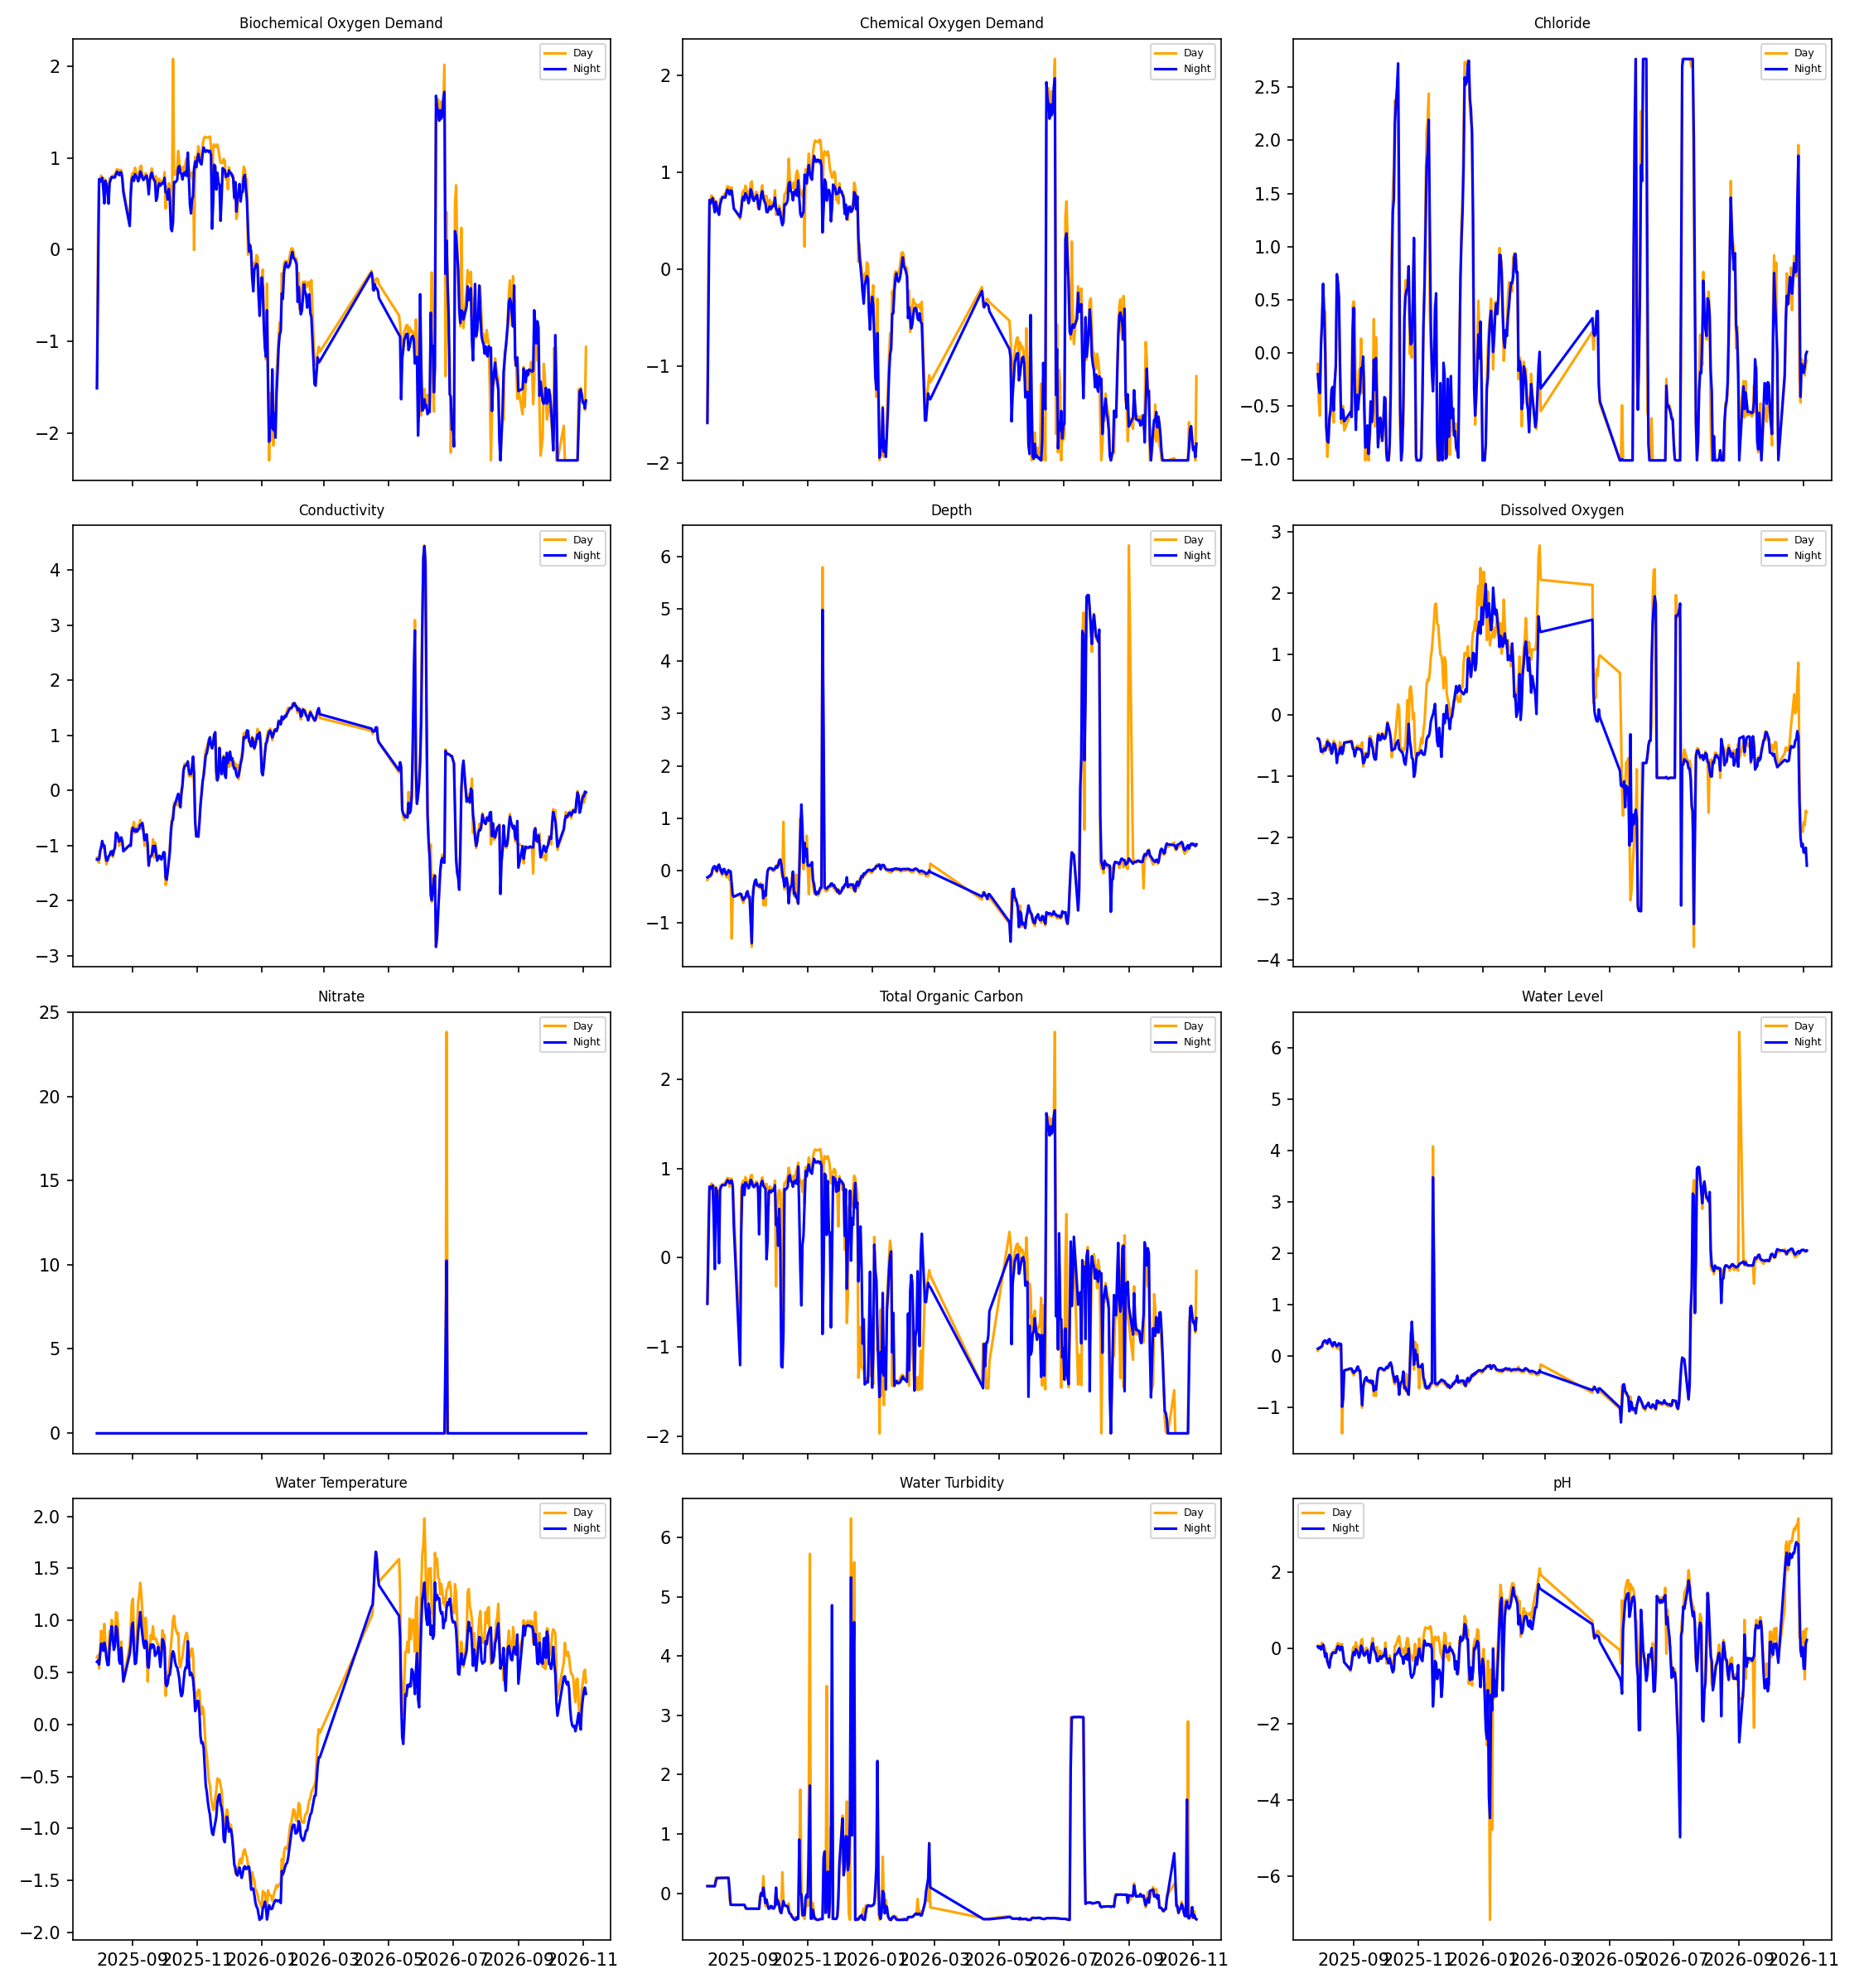 Biochemical Oxygen Demand
2
1
0
−1
−2
Day
Night
Chemical Oxygen Demand
2
1
0
−1
−2
Day
Night
Chloride
2.5
2.0
1.5
1.0
0.5
0.0
−0.5
−1.0
Day
Night
Conductivity
4
3
2
1
0
−1
−2
−3
Day
Night
Depth
6
5
4
3
2
1
0
−1
Day
Night
Dissolved Oxygen
3
2
1
0
−1
−2
−3
−4
Day
Night
Nitrate
25
20
15
10
5
0
Day
Night
Total Organic Carbon
2
1
0
−1
−2
Day
Night
Water Level
6
5
4
3
2
1
0
−1
Day
Night
Water Temperature
2.0
1.5
1.0
0.5
0.0
−0.5
−1.0
−1.5
−2.0
Day
Night
2025-09 2025-11 2026-01 2026-03 2026-05 2026-07 2026-09 2026-11
Water Turbidity
6
5
4
3
2
1
0
Day
Night
2025-09 2025-11 2026-01 2026-03 2026-05 2026-07 2026-09 2026-11
pH
2
0
−2
−4
−6
Day
Night
2025-09 2025-11 2026-01 2026-03 2026-05 2026-07 2026-09 2026-11